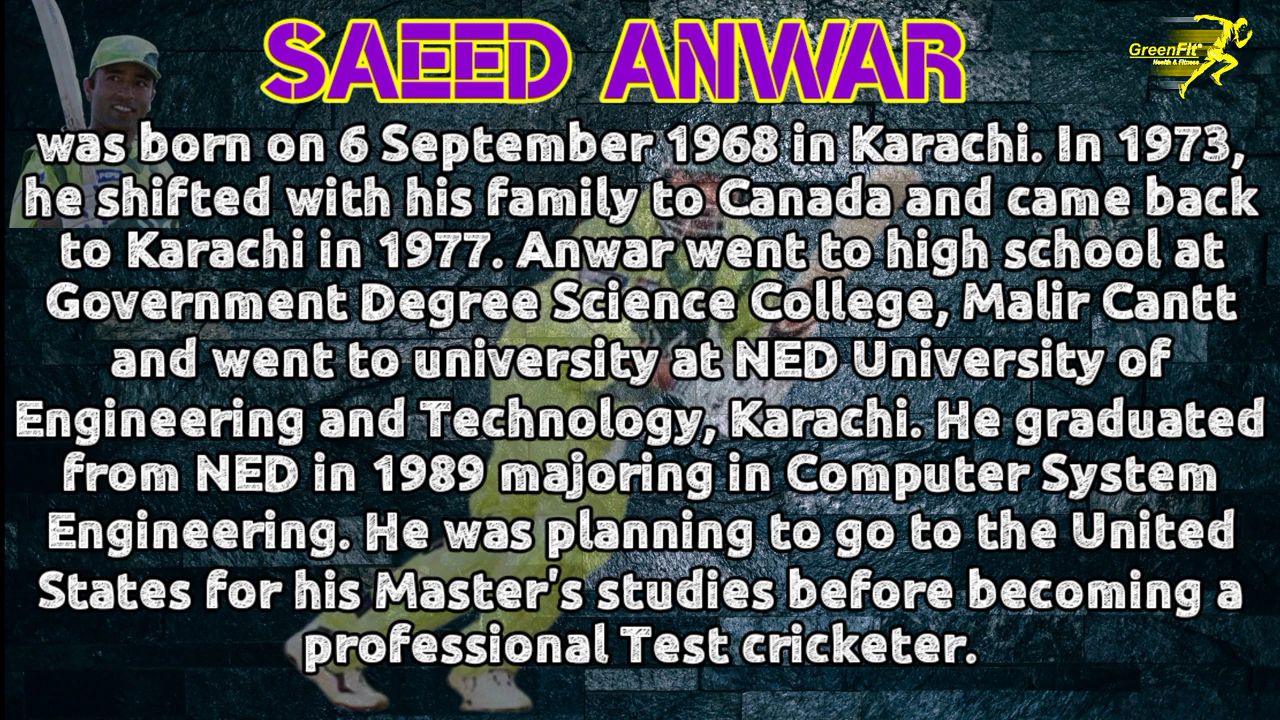 SAEED ANWAR
GreenFit
Health & Fitness
was born on 6 September 1968 in Karachi. In 1973,
he shifted with his family to Canada and came back
to Karachi in 1977. Anwar went to high school at
Government Degree Science College, Malir Cantt
and went to university at NED University of
Engineering and Technology, Karachi. He graduated
from NED in 1989 majoring in Computer System
Engineering. He was planning to go to the United
States for his Master's studies before becoming a
professional Test cricketer.
PEPSI